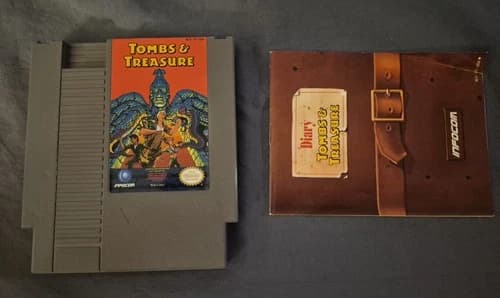 TOMBS &
TREASURE
INFOCOM
Diary
TOMBS &
TREASURE
INFOCOM